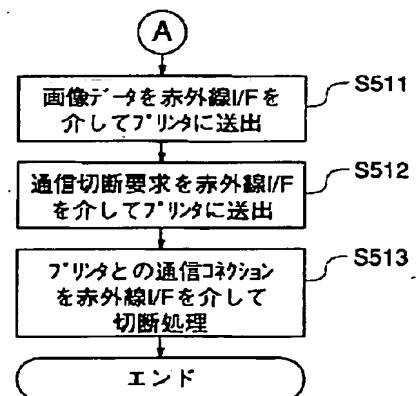 A
画像データを赤外線I/Fを
介してプリンタに送出
S511
通信切断要求を赤外線I/F
を介してプリンタに送出
S512
プリンタとの通信コネクション
を赤外線I/Fを介して
切断処理
S513
エンド